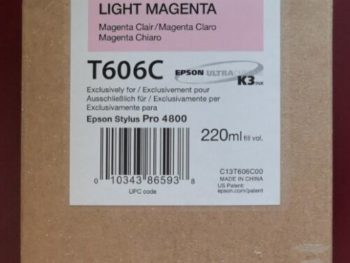 LIGHT MAGENTA
Magenta Clair/Magenta Claro
Magenta Chiaro
T606C
EPSON ULTRA
K3 INK
Exclusively for/Exclusivement pour
Ausschließlich für/Exclusivamente per
Exclusivamente para
Epson Stylus Pro 4800
220ml fill vol.
0 10343 86593 8
UPC code
C13T606C00
MADE IN CHINA
US Patent:
epson.com/patent